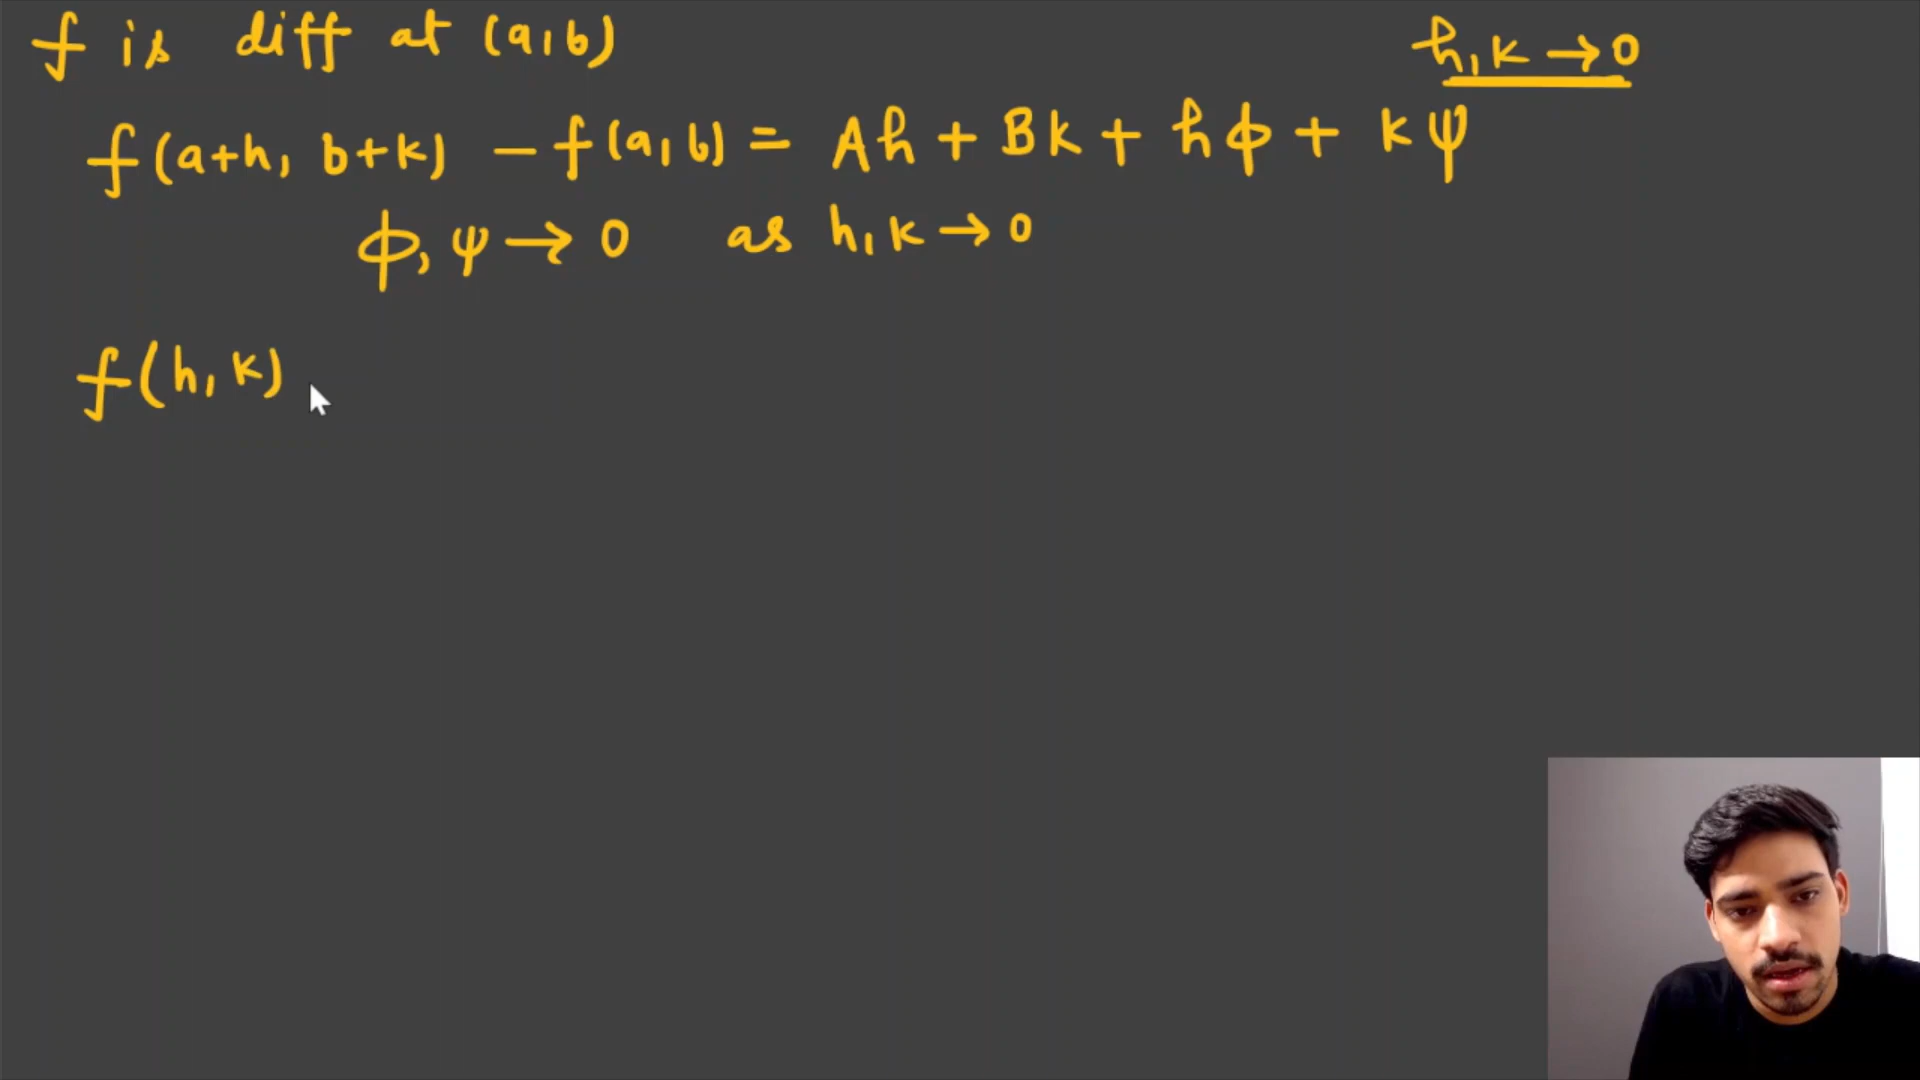 f is diff at (a,b)
h,k → 0
f(a+h, b+k) - f(a,b) = Ah + Bk + hϕ + kψ
ϕ, ψ → 0 as h,k → 0
f(h,k)